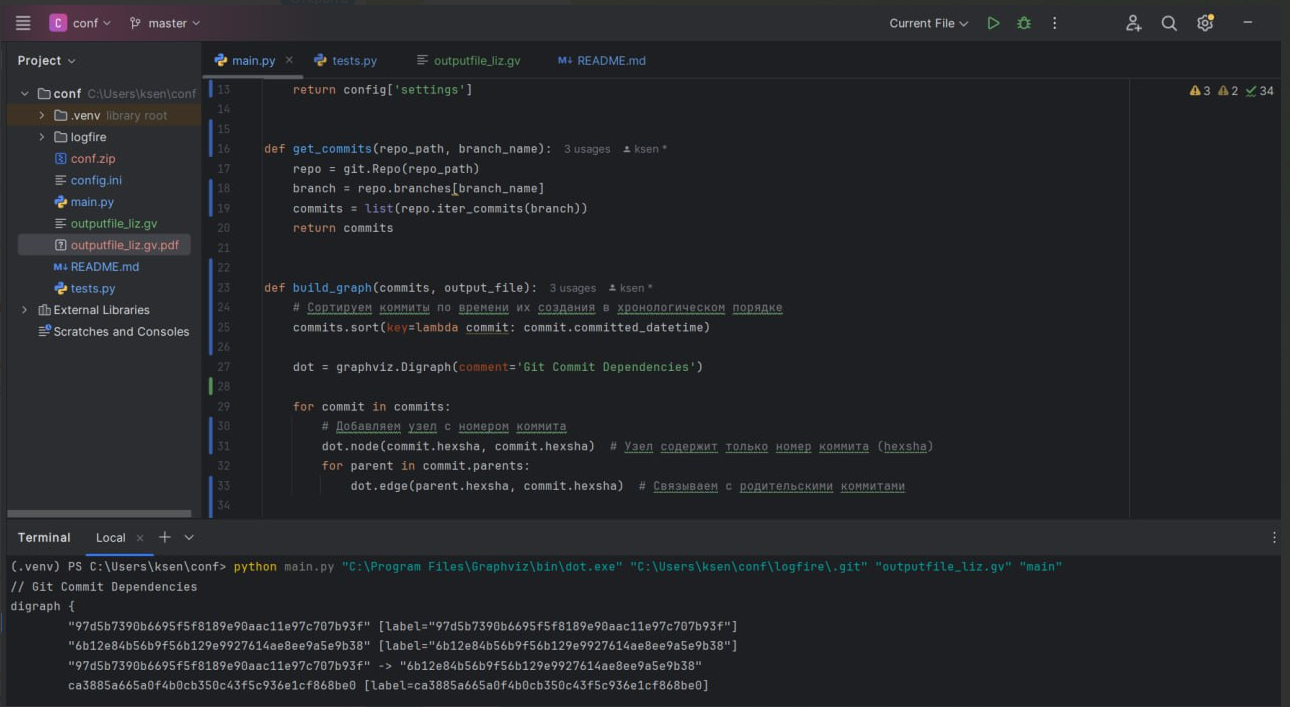 C conf master Current File
Project
main.py tests.py outputfile_liz.gv M↓ README.md
conf C:\Users\ksen\conf
.venv library root
logfire
conf.zip
config.ini
main.py
outputfile_liz.gv
outputfile_liz.gv.pdf
M↓ README.md
tests.py
External Libraries
Scratches and Consoles
3 2 34
13 return config['settings']
14
15
16 def get_commits(repo_path, branch_name): 3 usages ksen *
17 repo = git.Repo(repo_path)
18 branch = repo.branches[branch_name]
19 commits = list(repo.iter_commits(branch))
20 return commits
21
22
23 def build_graph(commits, output_file): 3 usages ksen *
24 # Сортируем коммиты по времени их создания в хронологическом порядке
25 commits.sort(key=lambda commit: commit.committed_datetime)
26
27 dot = graphviz.Digraph(comment='Git Commit Dependencies')
28
29 for commit in commits:
30 # Добавляем узел с номером коммита
31 dot.node(commit.hexsha, commit.hexsha) # Узел содержит только номер коммита (hexsha)
32 for parent in commit.parents:
33 dot.edge(parent.hexsha, commit.hexsha) # Связываем с родительскими коммитами
34
Terminal Local
(.venv) PS C:\Users\ksen\conf> python main.py "C:\Program Files\Graphviz\bin\dot.exe" "C:\Users\ksen\conf\logfire\.git" "outputfile_liz.gv" "main"
// Git Commit Dependencies
digraph {
"97d5b7390b6695f5f8189e90aac11e97c707b93f" [label="97d5b7390b6695f5f8189e90aac11e97c707b93f"]
"6b12e84b56b9f56b129e9927614ae8ee9a5e9b38" [label="6b12e84b56b9f56b129e9927614ae8ee9a5e9b38"]
"97d5b7390b6695f5f8189e90aac11e97c707b93f" -> "6b12e84b56b9f56b129e9927614ae8ee9a5e9b38"
ca3885a665a0f4b0cb350c43f5c936e1cf868be0 [label=ca3885a665a0f4b0cb350c43f5c936e1cf868be0]